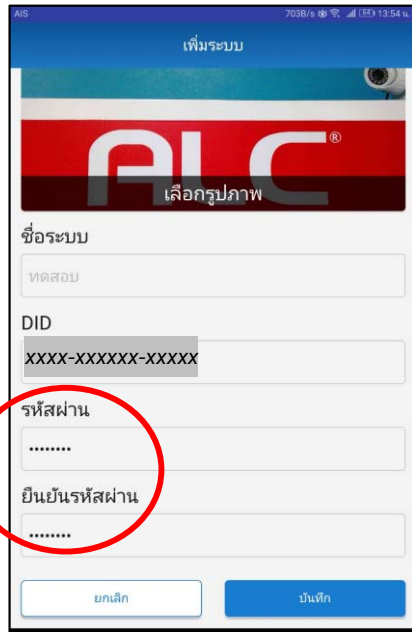 AIS 703B/s 54 13:54 น.
เพิ่มระบบ
ALC®
เลือกรูปภาพ
ชื่อระบบ
ทดสอบ
DID
xxxx-xxxxxx-xxxxx
รหัสผ่าน
••••••••
ยืนยันรหัสผ่าน
••••••••
ยกเลิก บันทึก